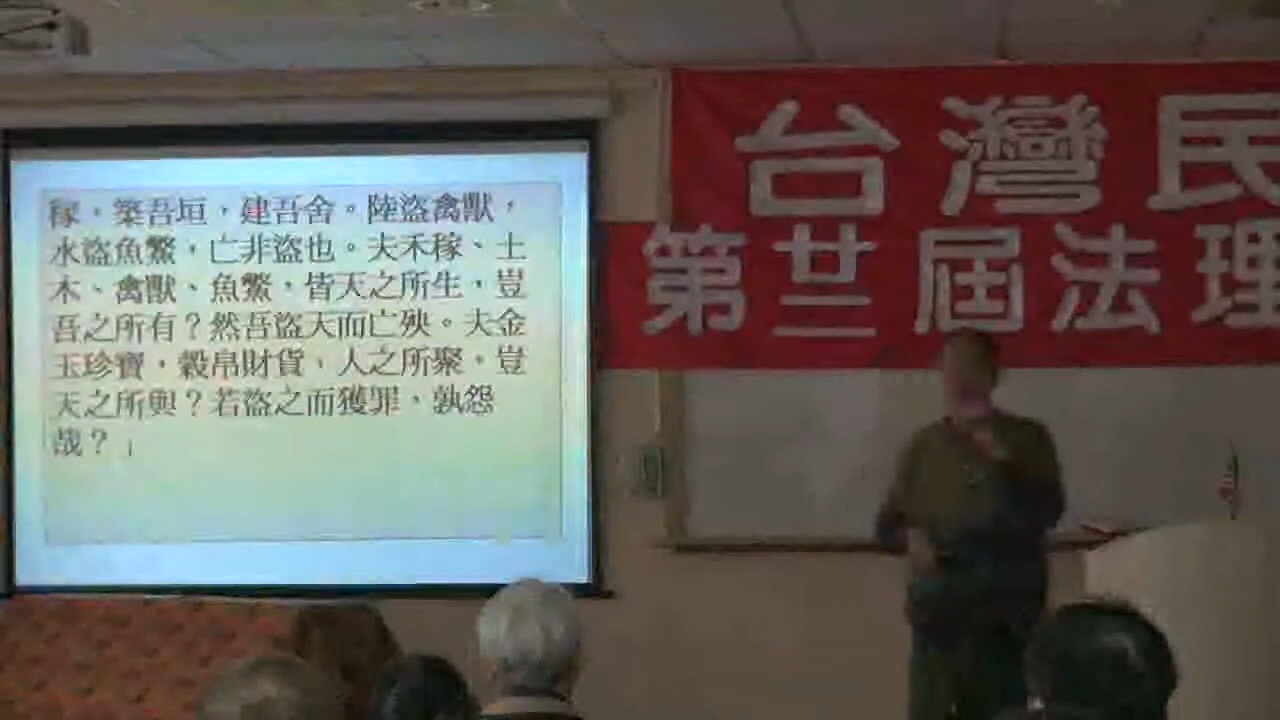 稼，築吾垣，建吾舍。陸盜禽獸，
水盜魚鱉，亡非盜也。夫禾稼、土
木、禽獸、魚鱉，皆天之所生，豈
吾之所有？然吾盜天而亡殃。夫金
玉珍寶，穀帛財貨，人之所聚，豈
天之所與？若盜之而獲罪，孰怨
哉？」
台灣民
第廿二屆法理